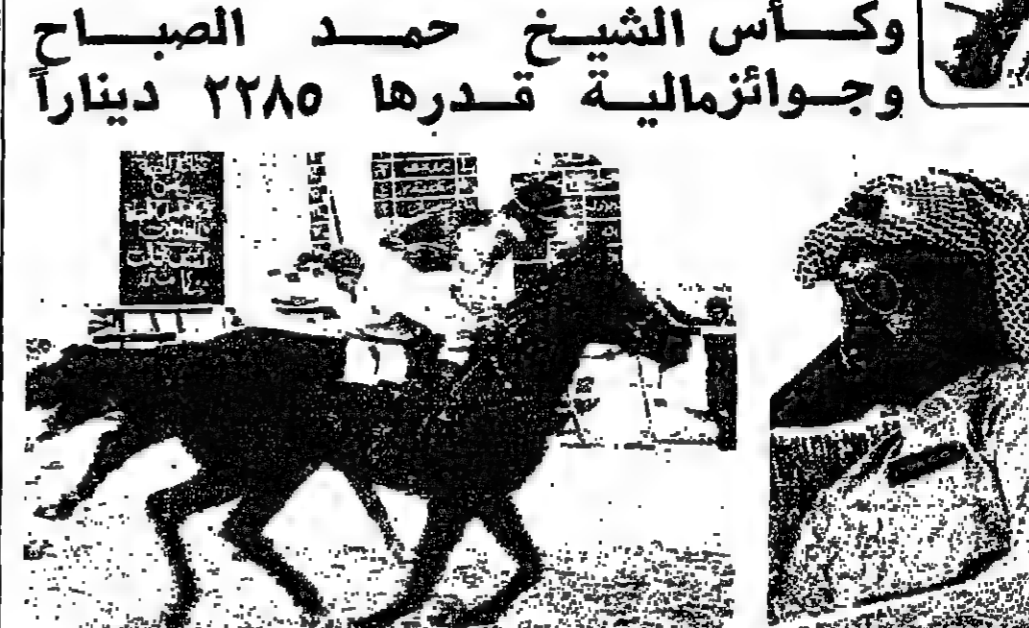 وكأس الشيخ حمد الصباح
وجوائزمالية قدرها ٢٢٨٥ ديناراً